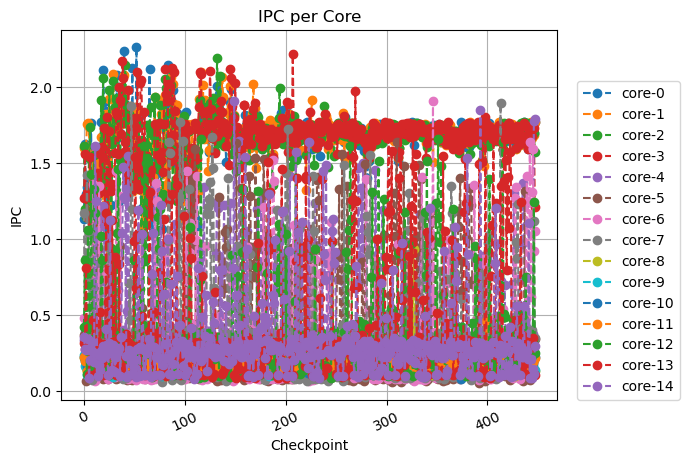 IPC per Core
IPC
2.0
1.5
1.0
0.5
0.0
0
100
200
300
400
Checkpoint
core-0
core-1
core-2
core-3
core-4
core-5
core-6
core-7
core-8
core-9
core-10
core-11
core-12
core-13
core-14